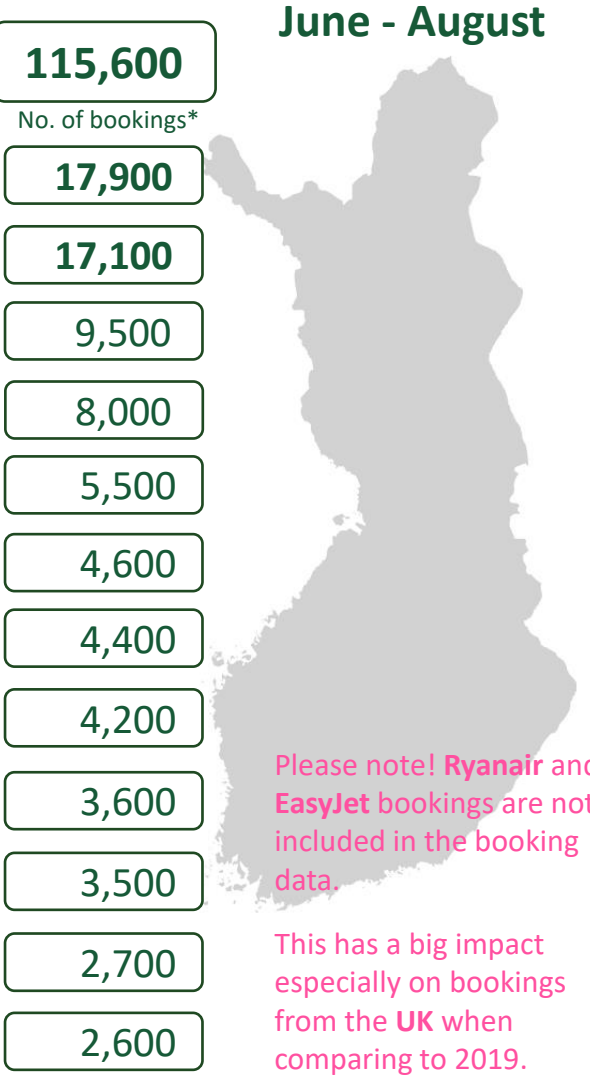 June - August
115,600
No. of bookings*
17,900
17,100
9,500
8,000
5,500
4,600
4,400
4,200
3,600
3,500
2,700
2,600
Please note! Ryanair and
EasyJet bookings are not
included in the booking
data.
This has a big impact
especially on bookings
from the UK when
comparing to 2019.